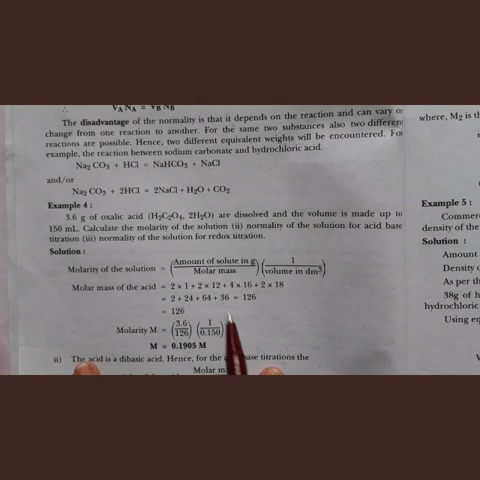 ∴ V_A N_A = V_B N_B
The disadvantage of the normality is that it depends on the reaction and can vary or
change from one reaction to another. For the same two substances also two different
reactions are possible. Hence, two different equivalent weights will be encountered. For
example, the reaction between sodium carbonate and hydrochloric acid.
Na₂ CO₃ + HCl = NaHCO₃ + NaCl
and/or
Na₂ CO₃ + 2HCl = 2NaCl + H₂O + CO₂
Example 4 :
3.6 g of oxalic acid (H₂C₂O₄, 2H₂O) are dissolved and the volume is made up to
150 mL. Calculate the molarity of the solution (ii) normality of the solution for acid base
titration (iii) normality of the solution for redox titration.
Solution :
Molarity of the solution = (Amount of solute in g / Molar mass) (1 / volume in dm³)
Molar mass of the acid = 2 × 1 + 2 × 12 + 4 × 16 + 2 × 18
= 2 + 24 + 64 + 36 = 126
= 126
Molarity M = (3.6 / 126) (1 / 0.150)
M = 0.1905 M
ii) The acid is a dibasic acid. Hence, for the base titrations the
Molar
where, M₂ is th
Example 5 :
Commer
density of the
Solution :
Amount
Density o
As per th
38g of h
hydrochloric
Using eq